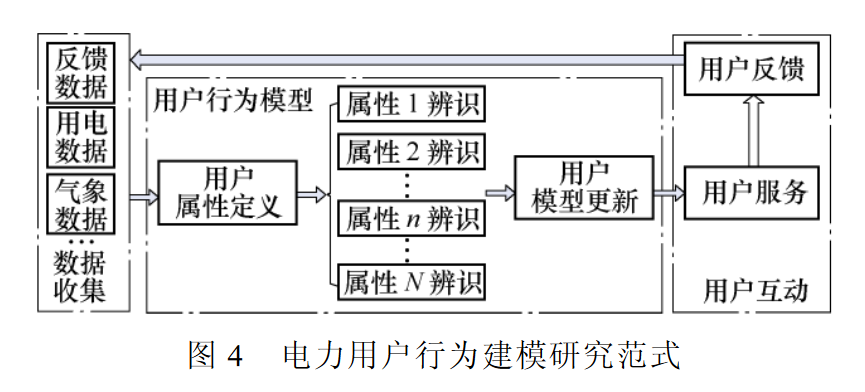 反馈
数据
用电
数据
气象
数据
…
数据
收集
用户行为模型
用户
属性定义
属性1辨识
属性2辨识
⋮
属性n辨识
⋮
属性N辨识
用户
模型更新
用户反馈
用户服务
用户互动
图 4 电力用户行为建模研究范式